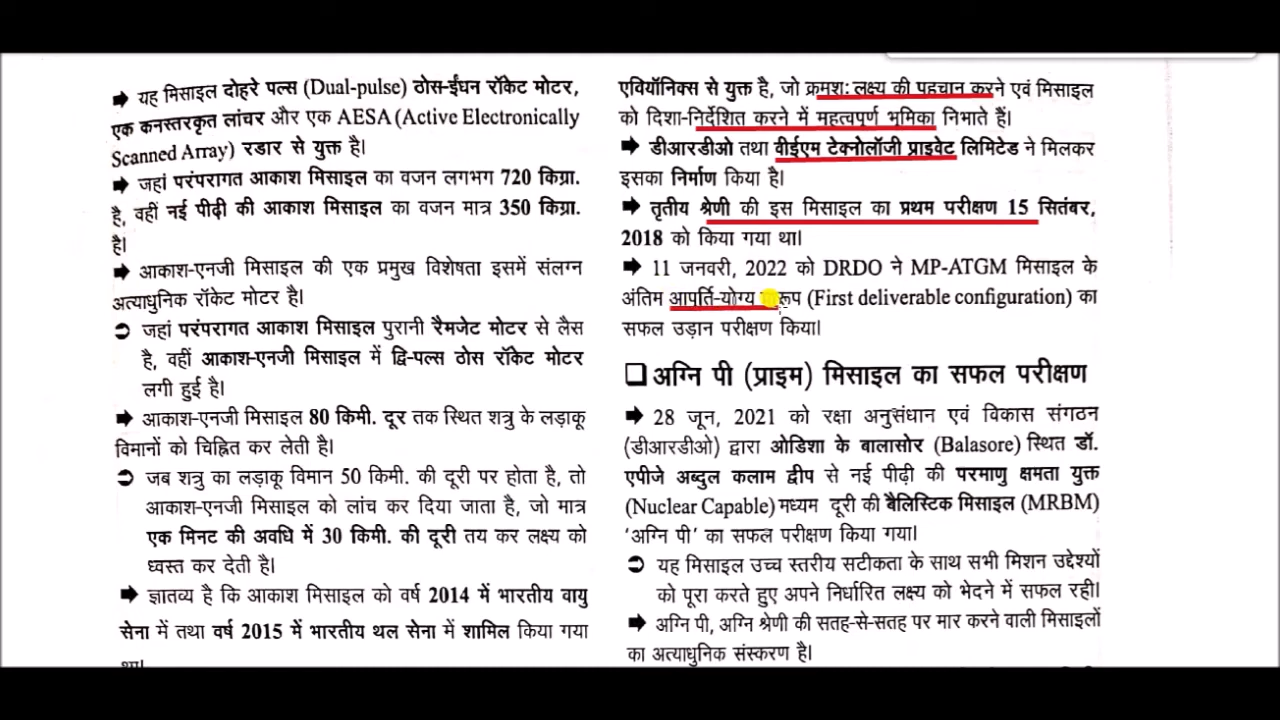 ➔ यह मिसाइल दोहरे पल्स (Dual-pulse) ठोस-ईंधन रॉकेट मोटर,
एक कनस्तरकृत लांचर और एक AESA (Active Electronically
Scanned Array) रडार से युक्त है।
➔ जहां परंपरागत आकाश मिसाइल का वजन लगभग 720 किग्रा.
है, वहीं नई पीढ़ी की आकाश मिसाइल का वजन मात्र 350 किग्रा.
है।
➔ आकाश-एनजी मिसाइल की एक प्रमुख विशेषता इसमें संलग्न
अत्याधुनिक रॉकेट मोटर है।
➲ जहां परंपरागत आकाश मिसाइल पुरानी रैमजेट मोटर से लैस
है, वहीं आकाश-एनजी मिसाइल में द्वि-पल्स ठोस रॉकेट मोटर
लगी हुई है।
➔ आकाश-एनजी मिसाइल 80 किमी. दूर तक स्थित शत्रु के लड़ाकू
विमानों को चिह्नित कर लेती है।
➲ जब शत्रु का लड़ाकू विमान 50 किमी. की दूरी पर होता है, तो
आकाश-एनजी मिसाइल को लांच कर दिया जाता है, जो मात्र
एक मिनट की अवधि में 30 किमी. की दूरी तय कर लक्ष्य को
ध्वस्त कर देती है।
➔ ज्ञातव्य है कि आकाश मिसाइल को वर्ष 2014 में भारतीय वायु
सेना में तथा वर्ष 2015 में भारतीय थल सेना में शामिल किया गया
था।
एवियॉनिक्स से युक्त है, जो क्रमश: लक्ष्य की पहचान करने एवं मिसाइल
को दिशा-निर्देशित करने में महत्वपूर्ण भूमिका निभाते हैं।
➔ डीआरडीओ तथा वीईएम टेक्नोलॉजी प्राइवेट लिमिटेड ने मिलकर
इसका निर्माण किया है।
➔ तृतीय श्रेणी की इस मिसाइल का प्रथम परीक्षण 15 सितंबर,
2018 को किया गया था।
➔ 11 जनवरी, 2022 को DRDO ने MP-ATGM मिसाइल के
अंतिम आपूर्ति-योग्य (First deliverable configuration) का
सफल उड़ान परीक्षण किया।
❑ अग्नि पी (प्राइम) मिसाइल का सफल परीक्षण
➔ 28 जून, 2021 को रक्षा अनुसंधान एवं विकास संगठन
(डीआरडीओ) द्वारा ओडिशा के बालासोर (Balasore) स्थित डॉ.
एपीजे अब्दुल कलाम द्वीप से नई पीढ़ी की परमाणु क्षमता युक्त
(Nuclear Capable) मध्यम दूरी की बैलिस्टिक मिसाइल (MRBM)
‘अग्नि पी’ का सफल परीक्षण किया गया।
➲ यह मिसाइल उच्च स्तरीय सटीकता के साथ सभी मिशन उद्देश्यों
को पूरा करते हुए अपने निर्धारित लक्ष्य को भेदने में सफल रही।
➔ अग्नि पी, अग्नि श्रेणी की सतह-से-सतह पर मार करने वाली मिसाइलों
का अत्याधुनिक संस्करण है।